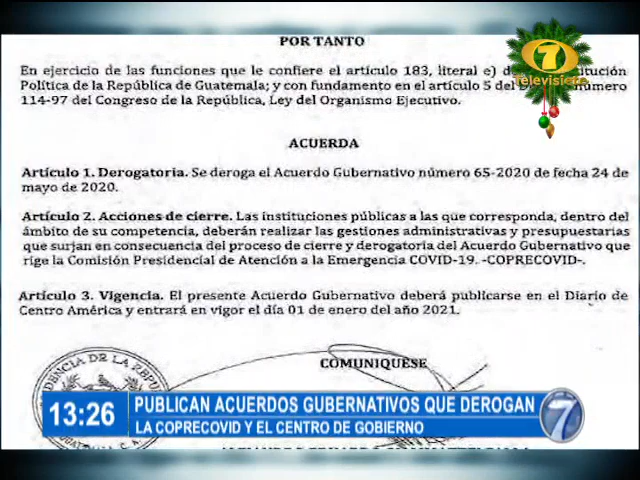 POR TANTO
7
Televisiete
En ejercicio de las funciones que le confiere el artículo 183, literal e) de
Política de la República de Guatemala; y con fundamento en el artículo 5 del número
114-97 del Congreso de la República, Ley del Organismo Ejecutivo.
ACUERDA
Artículo 1. Derogatoria. Se deroga el Acuerdo Gubernativo número 65-2020 de fecha 24 de
mayo de 2020.
Artículo 2. Acciones de cierre. Las instituciones públicas a las que corresponda, dentro del
ámbito de su competencia, deberán realizar las gestiones administrativas y presupuestarias
que surjan en consecuencia del proceso de cierre y derogatoria del Acuerdo Gubernativo que
rige la Comisión Presidencial de Atención a la Emergencia COVID-19. -COPRECOVID-.
Artículo 3. Vigencia. El presente Acuerdo Gubernativo deberá publicarse en el Diario de
Centro América y entrará en vigor el día 01 de enero del año 2021.
COMUNIQUESE
DE LA
13:26
PUBLICAN ACUERDOS GUBERNATIVOS QUE DEROGAN
LA COPRECOVID Y EL CENTRO DE GOBIERNO
7